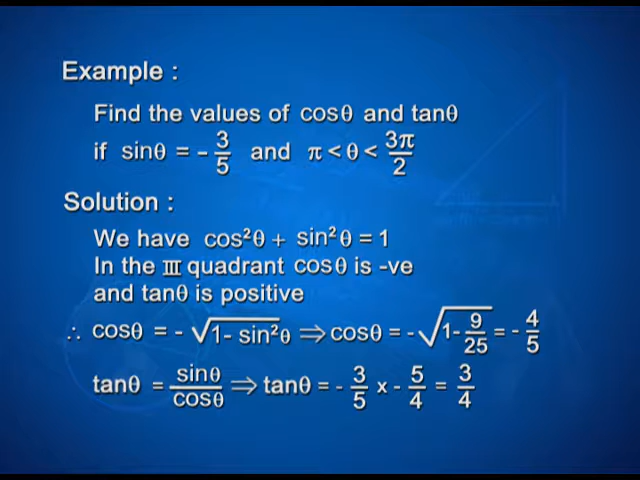 Example :
Find the values of cosθ and tanθ
if sinθ = - 3/5 and π < θ < 3π/2
Solution :
We have cos²θ + sin²θ = 1
In the III quadrant cosθ is -ve
and tanθ is positive
∴ cosθ = - √1- sin²θ ⇒ cosθ = -√1- 9/25 = - 4/5
tanθ = sinθ/cosθ ⇒ tanθ = - 3/5 x - 5/4 = 3/4